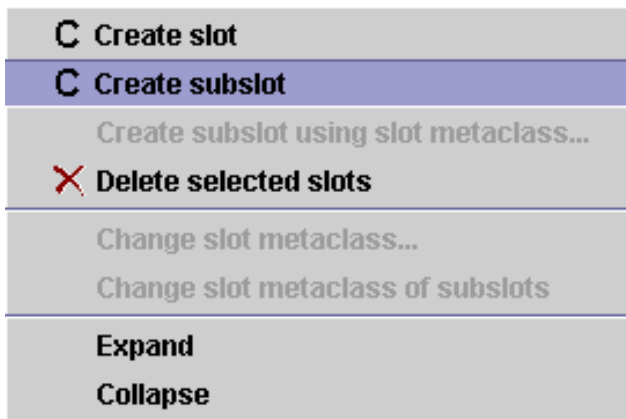 C Create slot
C Create subslot
Create subslot using slot metaclass...
Delete selected slots
Change slot metaclass...
Change slot metaclass of subslots
Expand
Collapse